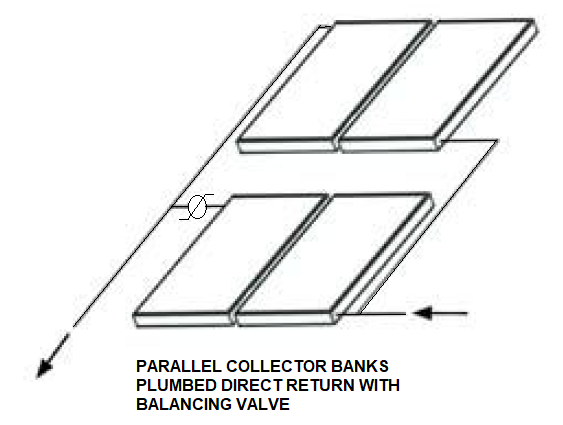 PARALLEL COLLECTOR BANKS
PLUMBED DIRECT RETURN WITH
BALANCING VALVE